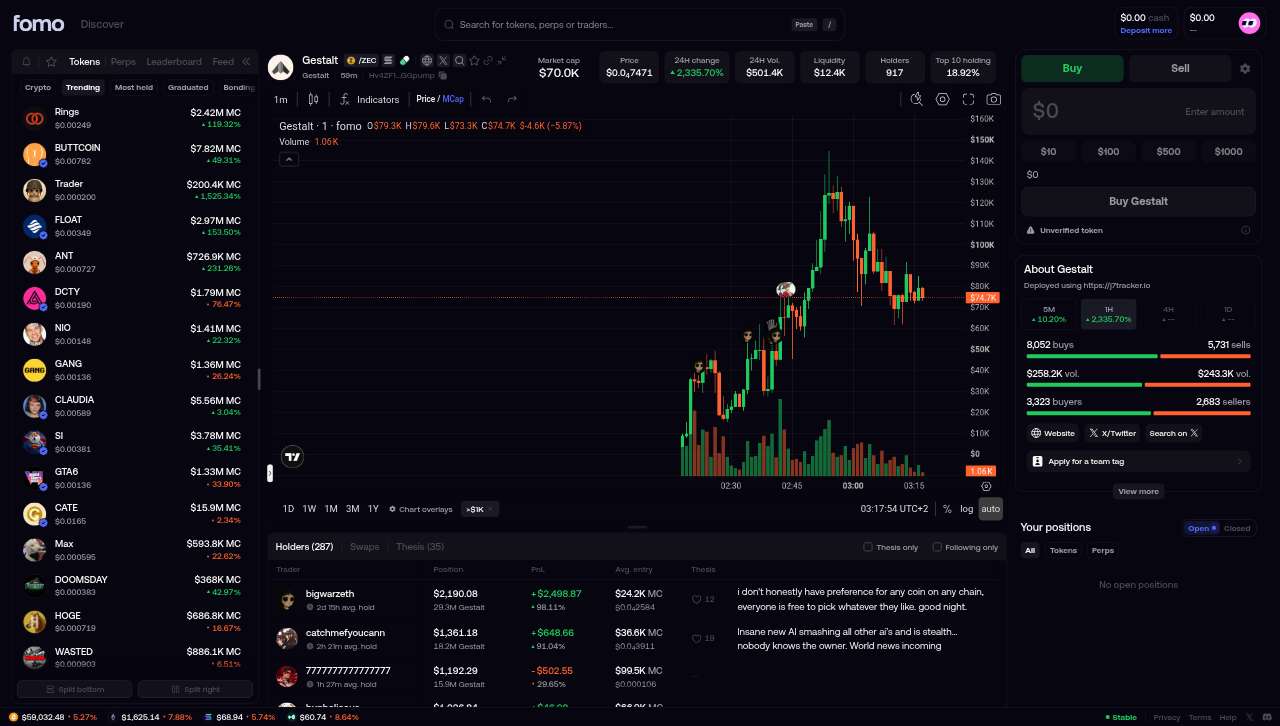 fomo
Discover
Search for tokens, perps or traders...
Paste /
$0.00 cash
Deposit more
$0.00
—
Tokens Perps Leaderboard Feed
Crypto Trending Most held Graduated Bonding
Rings $2.42M MC
$0.00249 119.32%
BUTTCOIN $7.82M MC
$0.00782 49.31%
Trader $200.4K MC
$0.000200 1,525.34%
FLOAT $2.97M MC
$0.00349 153.50%
ANT $726.9K MC
$0.000727 231.26%
DCTY $1.79M MC
$0.00190 76.47%
NIO $1.41M MC
$0.00148 22.32%
GANG $1.36M MC
$0.00136 26.24%
CLAUDIA $5.56M MC
$0.00589 3.04%
SI $3.78M MC
$0.00381 35.41%
GTA6 $1.33M MC
$0.00136 33.90%
CATE $15.9M MC
$0.0165 2.34%
Max $593.8K MC
$0.000595 22.62%
DOOMSDAY $368K MC
$0.000383 42.97%
HOGE $686.8K MC
$0.000719 16.67%
WASTED $886.1K MC
$0.000903 6.51%
Split bottom Split right
Gestalt /ZEC
Gestalt 59m Hv4ZFi...GGpump
Market cap
$70.0K
Price
$0.0₄7471
24H change
2,335.70%
24H Vol.
$501.4K
Liquidity
$12.4K
Holders
917
Top 10 holding
18.92%
1m Indicators Price / MCap
Gestalt · 1 · fomo O$79.3K H$79.6K L$73.3K C$74.7K $-4.6K (−5.87%)
Volume 1.06K
$160K
$150K
$140K
$130K
$120K
$110K
$100K
$90K
$80K
$74.7K
$70K
$60K
$50K
$40K
$30K
$20K
$10K
$0
1.06K
02:30 02:45 03:00 03:15
1D 1W 1M 3M 1Y Chart overlays >$1K
03:17:54 UTC+2 % log auto
Holders (287) Swaps Thesis (35)
Thesis only Following only
Trader Position PnL Avg. entry Thesis
bigwarzeth $2,190.08 +$2,498.87 $24.2K MC
2d 15h avg. hold 29.3M Gestalt 98.11% $0.0₄2584
12 i don't honestly have preference for any coin on any chain,
everyone is free to pick whatever they like. good night.
catchmefyoucann $1,361.18 +$648.66 $36.6K MC
2h 21m avg. hold 18.2M Gestalt 91.04% $0.0₄3911
19 Insane new AI smashing all other ai's and is stealth...
nobody knows the owner. World news incoming
7777777777777777 $1,192.29 -$502.55 $99.5K MC
1h 27m avg. hold 15.9M Gestalt 29.65% $0.000106
Buy Sell
$0 Enter amount
$10 $100 $500 $1000
$0
Buy Gestalt
Unverified token
About Gestalt
Deployed using https://j7tracker.io
5M 1H 4H 1D
10.20% 2,335.70% -- --
8,052 buys 5,731 sells
$258.2K vol. $243.3K vol.
3,323 buyers 2,683 sellers
Website X/Twitter Search on X
Apply for a team tag
View more
Your positions Open Closed
All Tokens Perps
No open positions
$59,032.48 5.27% $1,625.14 7.88% $68.94 5.74% $60.74 8.64%
Stable Privacy Terms Help